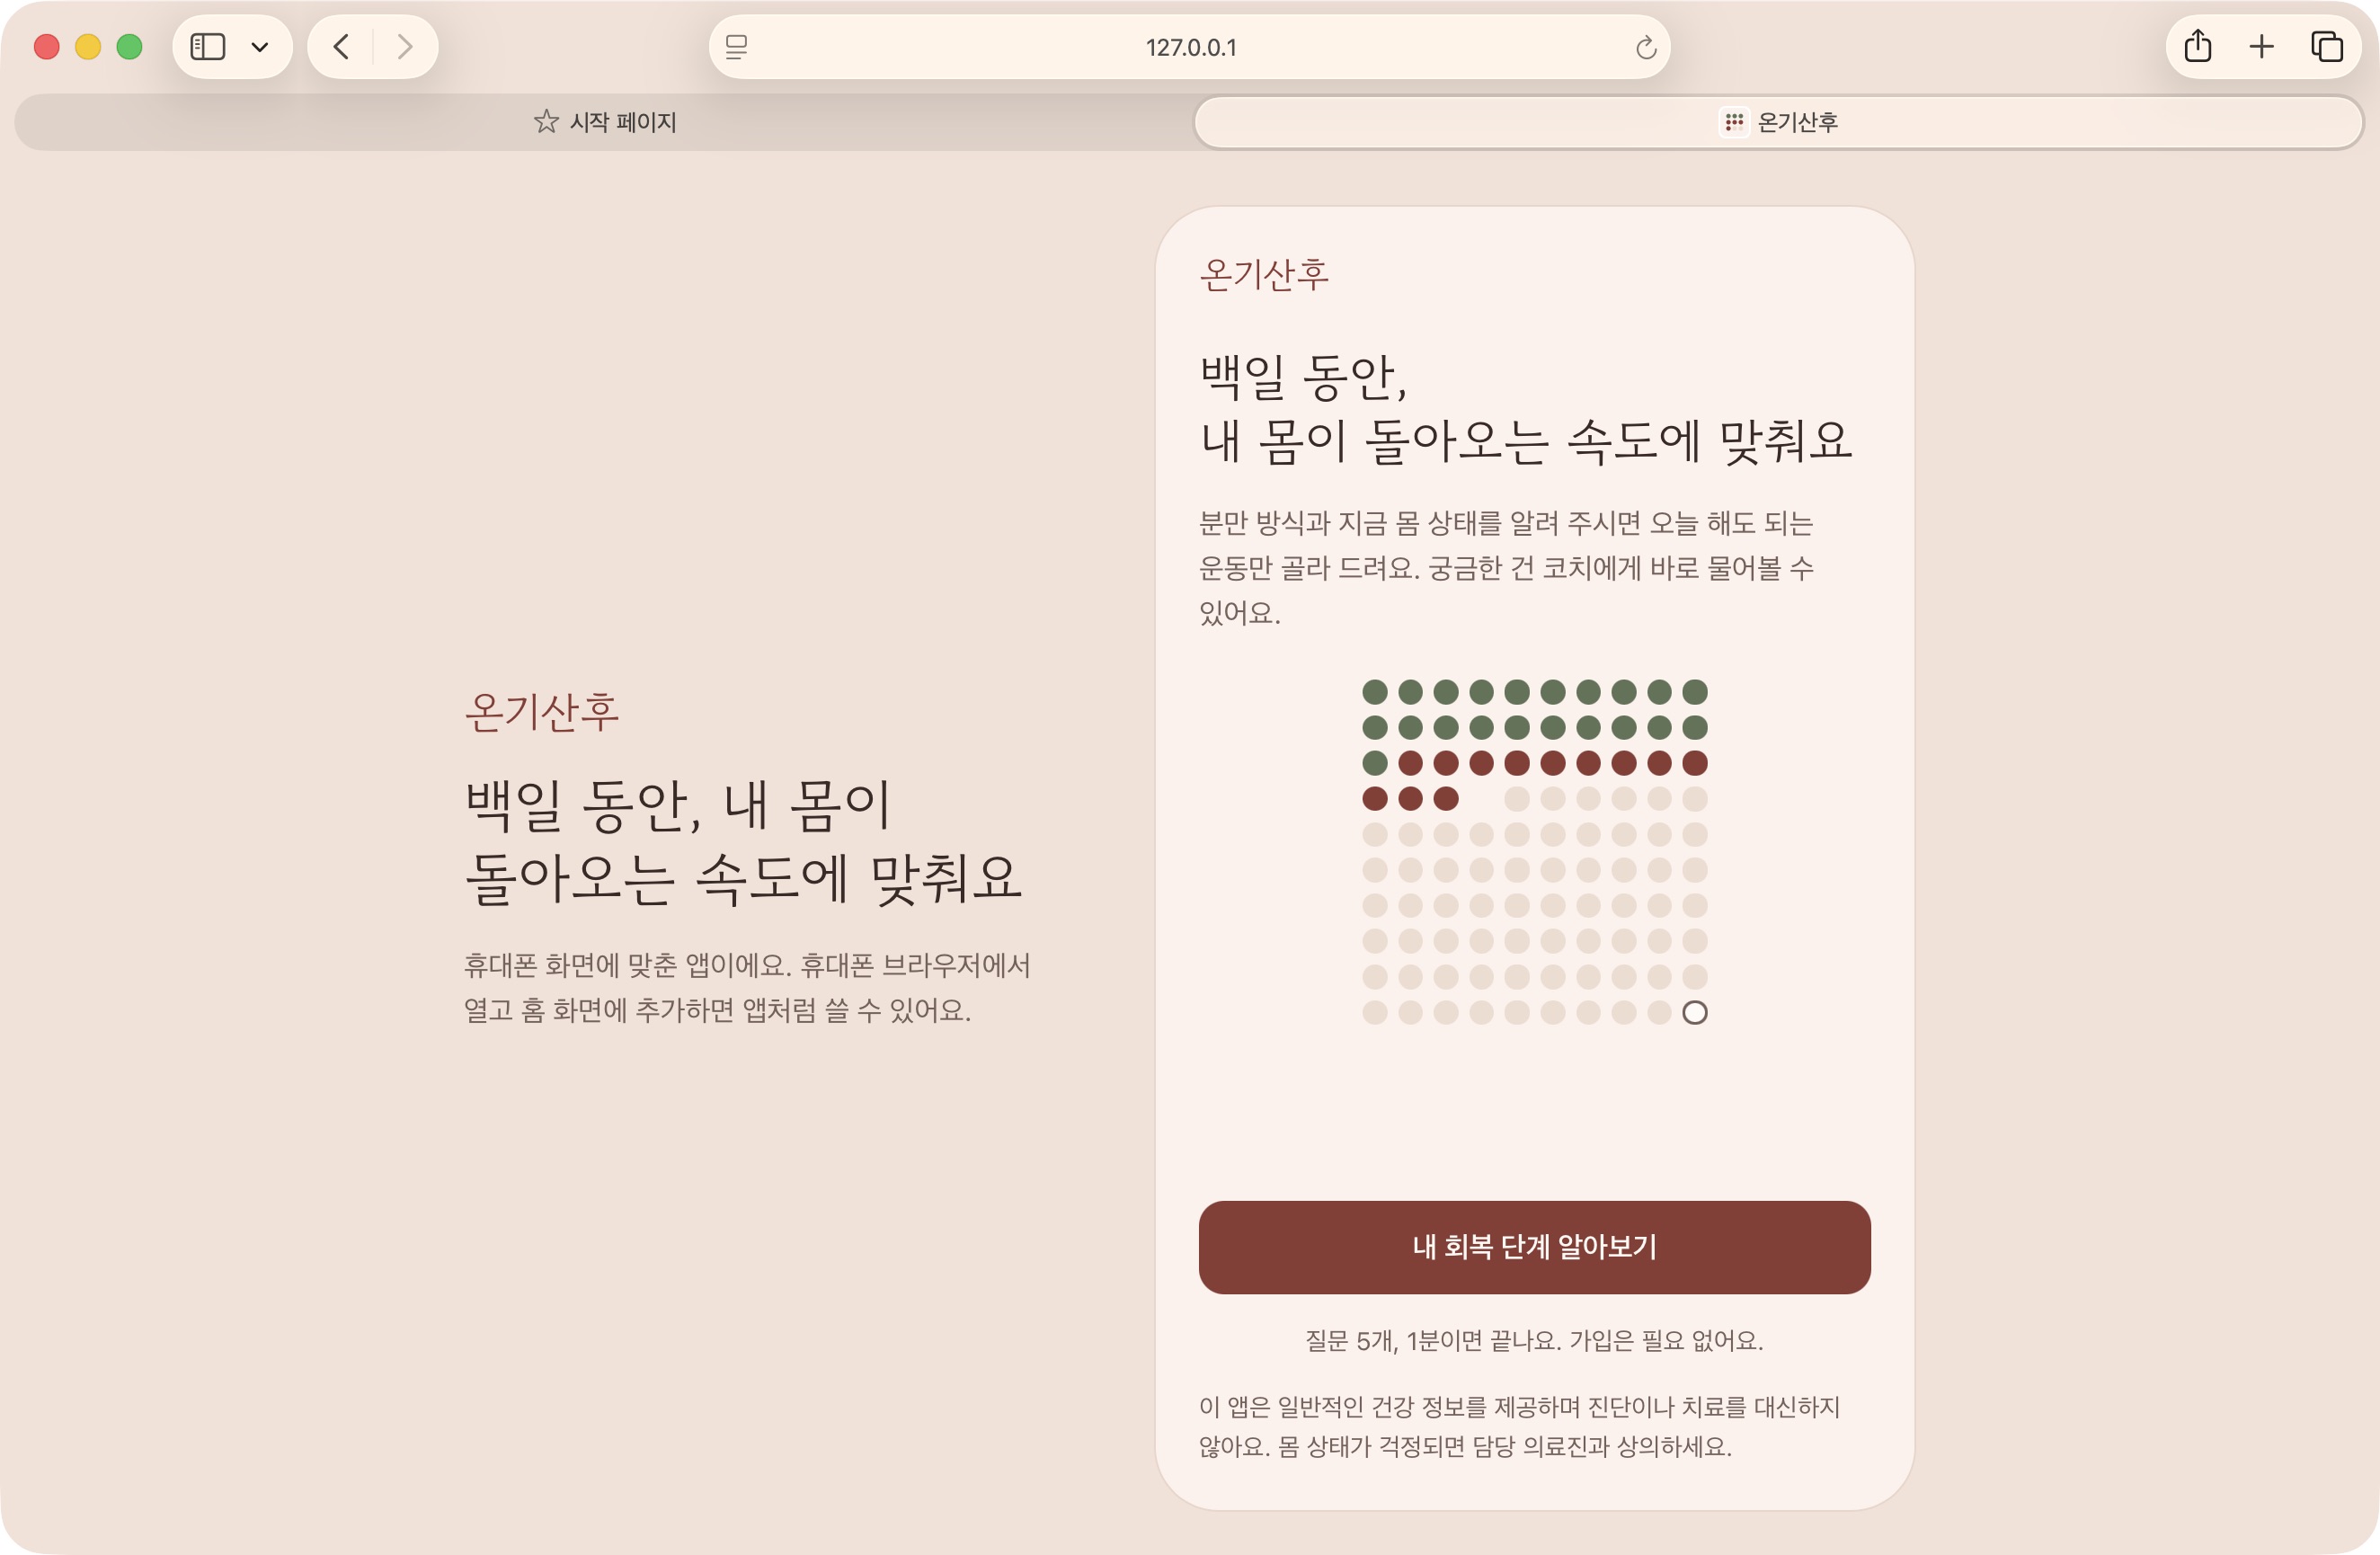 127.0.0.1
시작 페이지
온기산후
온기산후
백일 동안, 내 몸이
돌아오는 속도에 맞춰요
휴대폰 화면에 맞춘 앱이에요. 휴대폰 브라우저에서
열고 홈 화면에 추가하면 앱처럼 쓸 수 있어요.
온기산후
백일 동안,
내 몸이 돌아오는 속도에 맞춰요
분만 방식과 지금 몸 상태를 알려 주시면 오늘 해도 되는
운동만 골라 드려요. 궁금한 건 코치에게 바로 물어볼 수
있어요.
내 회복 단계 알아보기
질문 5개, 1분이면 끝나요. 가입은 필요 없어요.
이 앱은 일반적인 건강 정보를 제공하며 진단이나 치료를 대신하지
않아요. 몸 상태가 걱정되면 담당 의료진과 상의하세요.